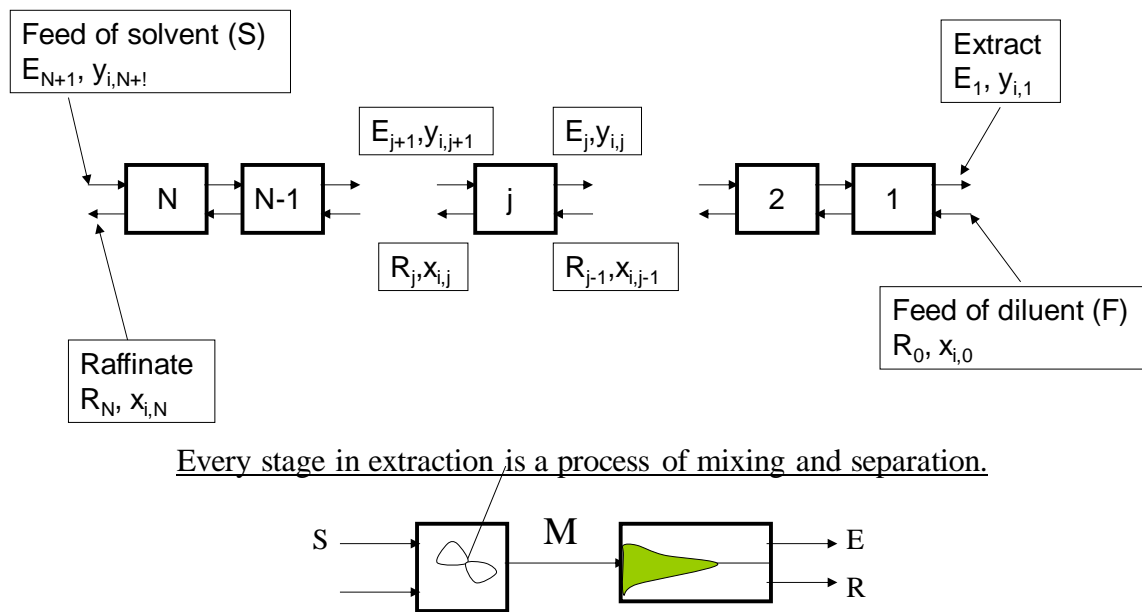 Feed of solvent (S)
E_{N+1}, y_{i,N+!}
Extract
E_1, y_{i,1}
E_{j+1},y_{i,j+1}
E_j,y_{i,j}
N
N-1
j
2
1
R_j,x_{i,j}
R_{j-1},x_{i,j-1}
Feed of diluent (F)
R_0, x_{i,0}
Raffinate
R_N, x_{i,N}
Every stage in extraction is a process of mixing and separation.
S
M
E
R